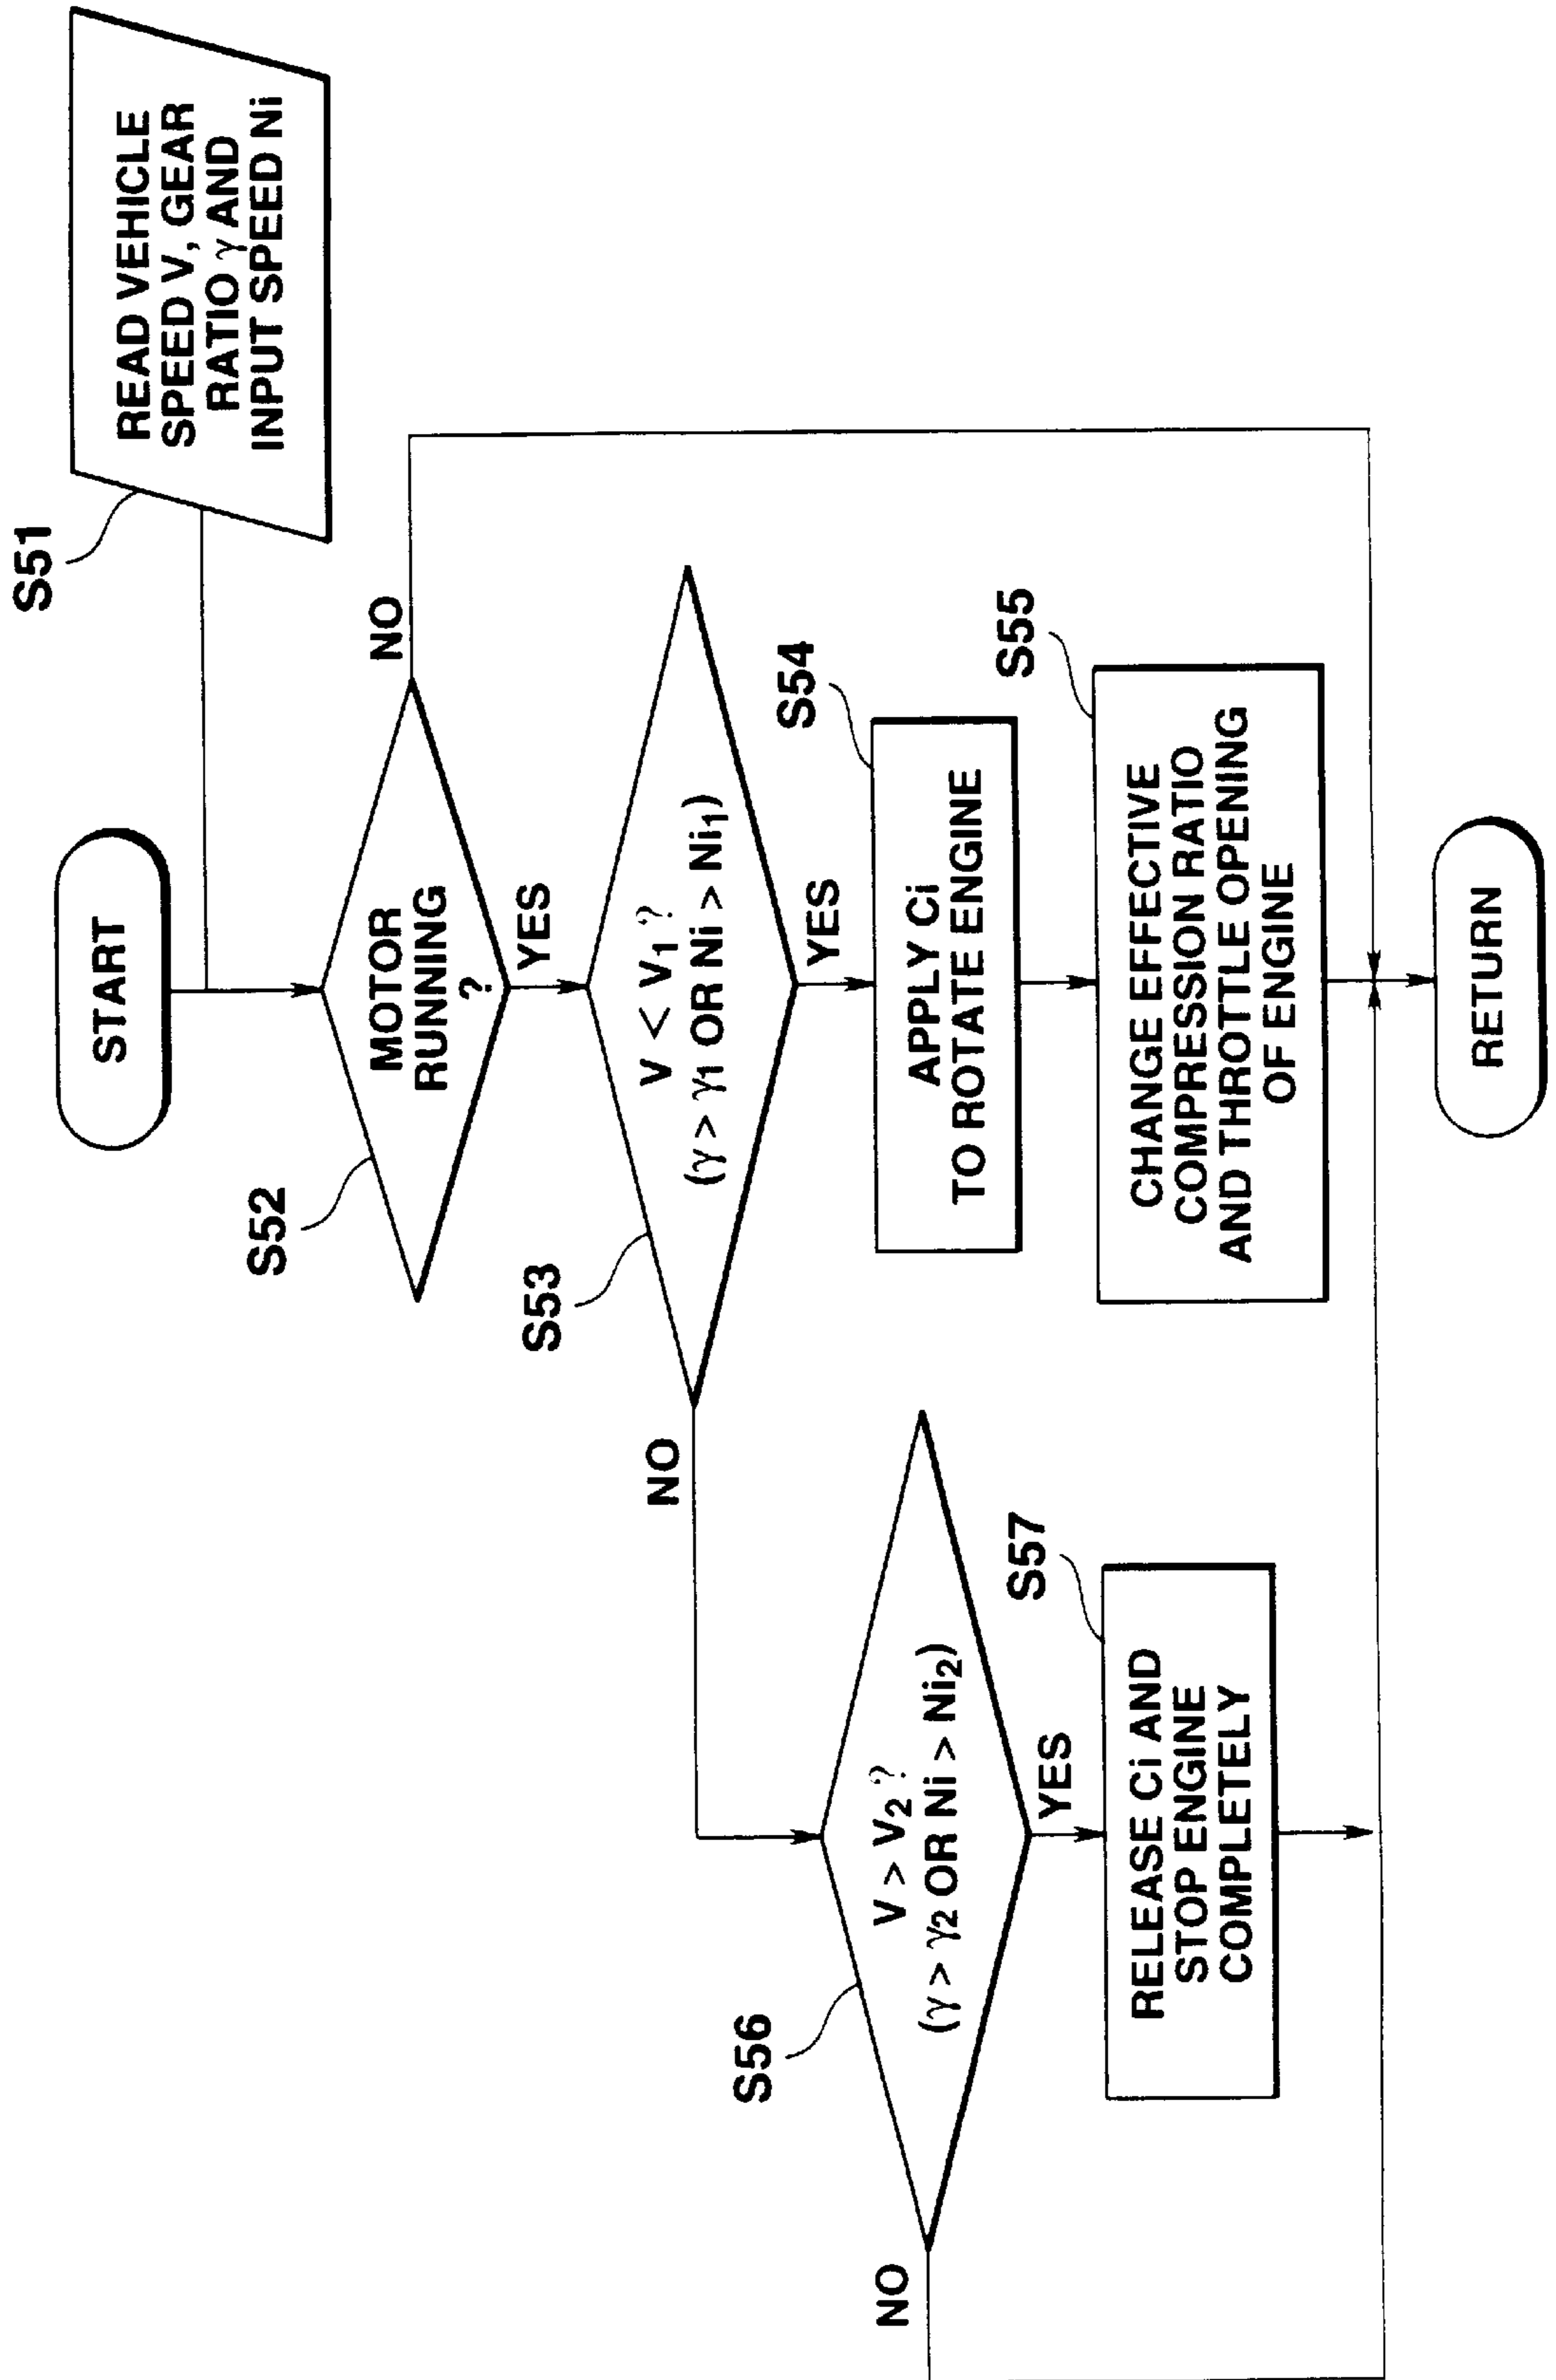 START
S51
READ VEHICLE
SPEED V, GEAR
RATIO γ AND
INPUT SPEED Ni
S52
MOTOR
RUNNING
?
NO
YES
S53
V < V1 ?
(γ > γ1 OR Ni > Ni1)
NO
YES
S54
APPLY Ci
TO ROTATE ENGINE
S55
CHANGE EFFECTIVE
COMPRESSION RATIO
AND THROTTLE OPENING
OF ENGINE
S56
V > V2 ?
(γ > γ2 OR Ni > Ni2)
NO
YES
S57
RELEASE Ci AND
STOP ENGINE
COMPLETELY
RETURN